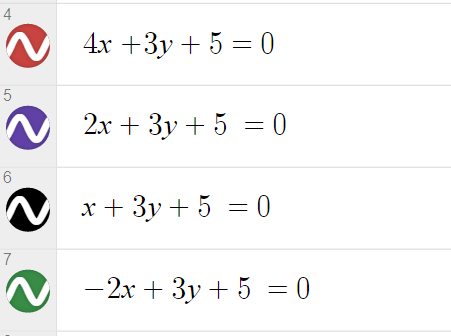 4
4x + 3y + 5 = 0
5
2x + 3y + 5 = 0
6
x + 3y + 5 = 0
7
−2x + 3y + 5 = 0